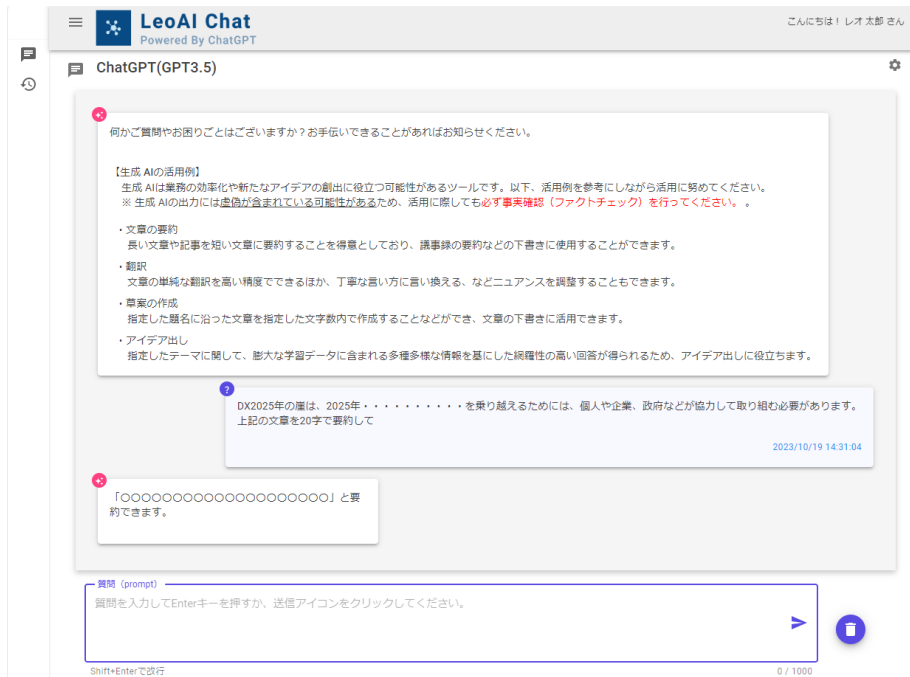 LeoAI Chat
Powered By ChatGPT
こんにちは! レオ 太郎 さん
ChatGPT(GPT3.5)
何かご質問やお困りごとはございますか？お手伝いできることがあればお知らせください。
【生成 AIの活用例】
生成 AIは業務の効率化や新たなアイデアの創出に役立つ可能性があるツールです。以下、活用例を参考にしながら活用に努めてください。
※ 生成 AIの出力には虚偽が含まれている可能性があるため、活用に際しても必ず事実確認（ファクトチェック）を行ってください。 。
・文章の要約
長い文章や記事を短い文章に要約することを得意としており、議事録の要約などの下書きに使用することができます。
・翻訳
文章の単純な翻訳を高い精度でできるほか、丁寧な言い方に言い換える、などニュアンスを調整することもできます。
・草案の作成
指定した題名に沿った文章を指定した文字数内で作成することなどができ、文章の下書きに活用できます。
・アイデア出し
指定したテーマに関して、膨大な学習データに含まれる多種多様な情報を基にした網羅性の高い回答が得られるため、アイデア出しに役立ちます。
DX2025年の崖は、2025年・・・・・・・・・・を乗り越えるためには、個人や企業、政府などが協力して取り組む必要があります。
上記の文章を20字で要約して
2023/10/19 14:31:04
「〇〇〇〇〇〇〇〇〇〇〇〇〇〇〇〇〇〇〇〇」と要
約できます。
質問（prompt）
質問を入力してEnterキーを押すか、送信アイコンをクリックしてください。
Shift+Enterで改行
0 / 1000